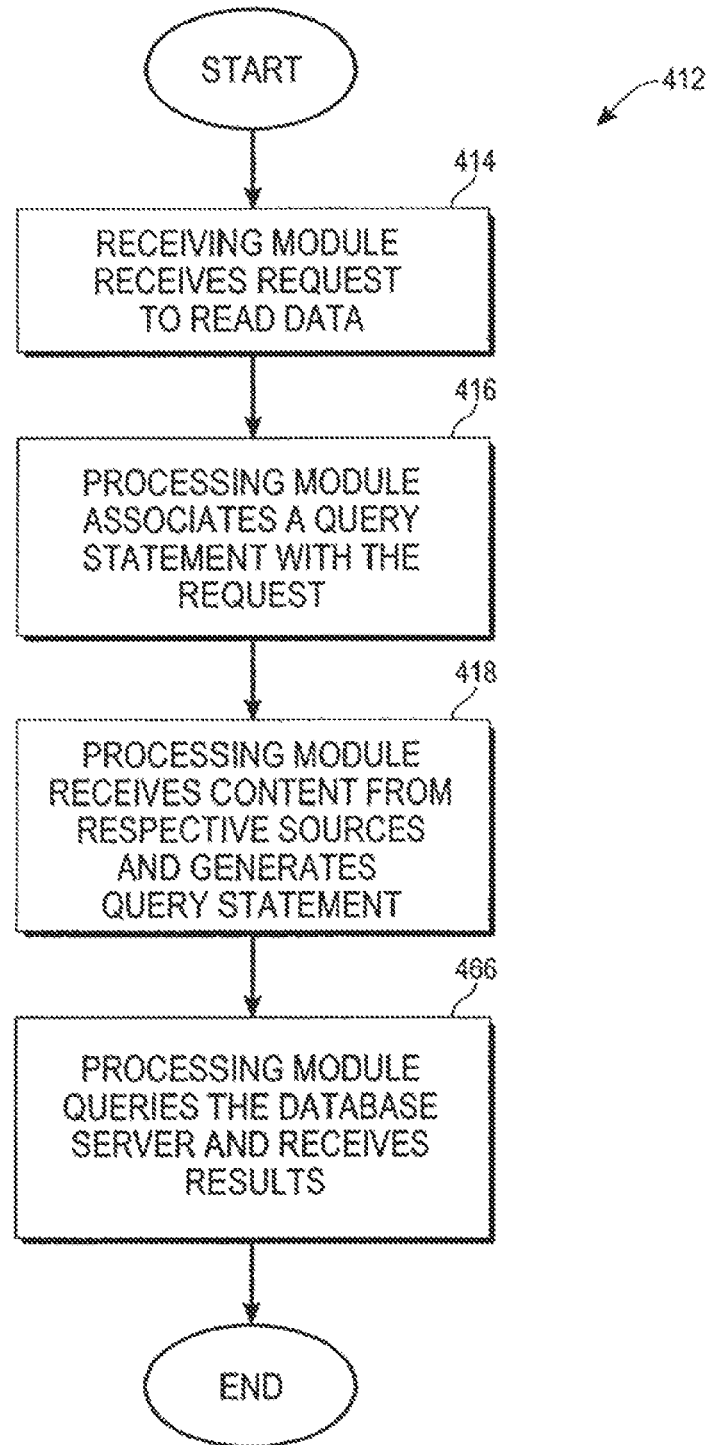 START
412
414
RECEIVING MODULE
RECEIVES REQUEST
TO READ DATA
416
PROCESSING MODULE
ASSOCIATES A QUERY
STATEMENT WITH THE
REQUEST
418
PROCESSING MODULE
RECEIVES CONTENT FROM
RESPECTIVE SOURCES
AND GENERATES
QUERY STATEMENT
466
PROCESSING MODULE
QUERIES THE DATABASE
SERVER AND RECEIVES
RESULTS
END